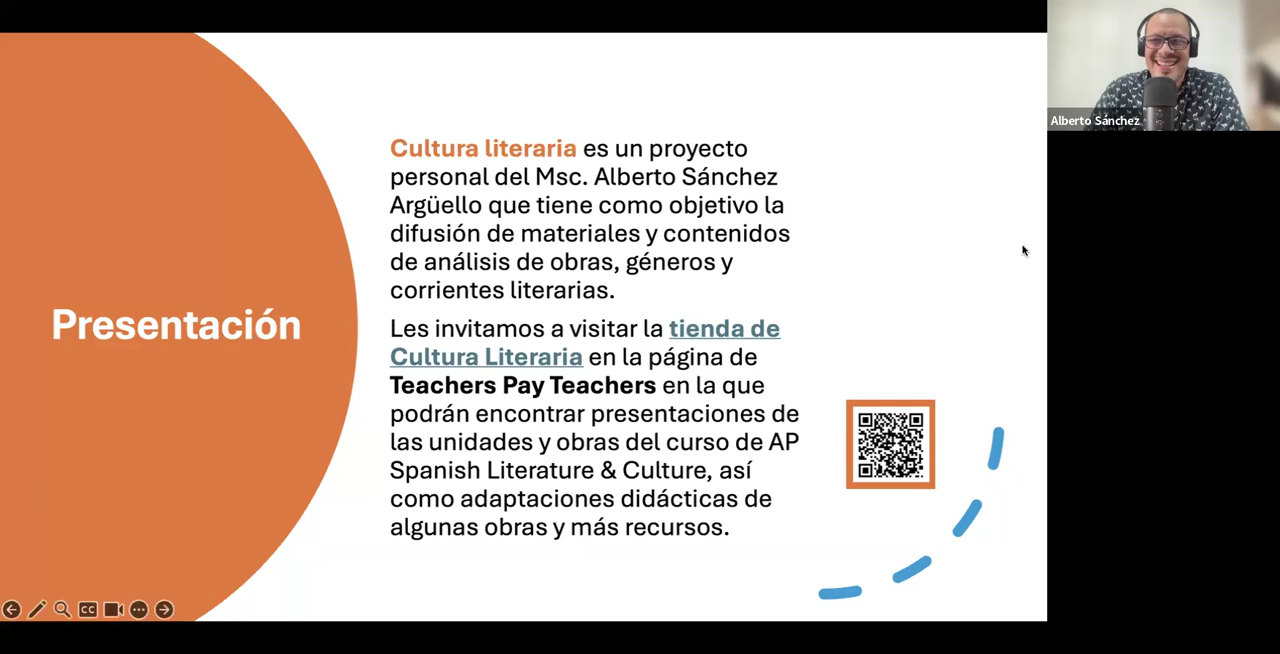 Presentación
Cultura literaria es un proyecto
personal del Msc. Alberto Sánchez
Argüello que tiene como objetivo la
difusión de materiales y contenidos
de análisis de obras, géneros y
corrientes literarias.
Les invitamos a visitar la tienda de
Cultura Literaria en la página de
Teachers Pay Teachers en la que
podrán encontrar presentaciones de
las unidades y obras del curso de AP
Spanish Literature & Culture, así
como adaptaciones didácticas de
algunas obras y más recursos.
Alberto Sánchez
CC